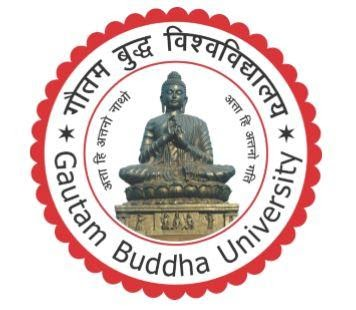 गौतम बुद्ध विश्वविद्यालय
अत्ता हि अत्तनो नाथो
अत्ता हि अत्तनो गति
Gautam Buddha University